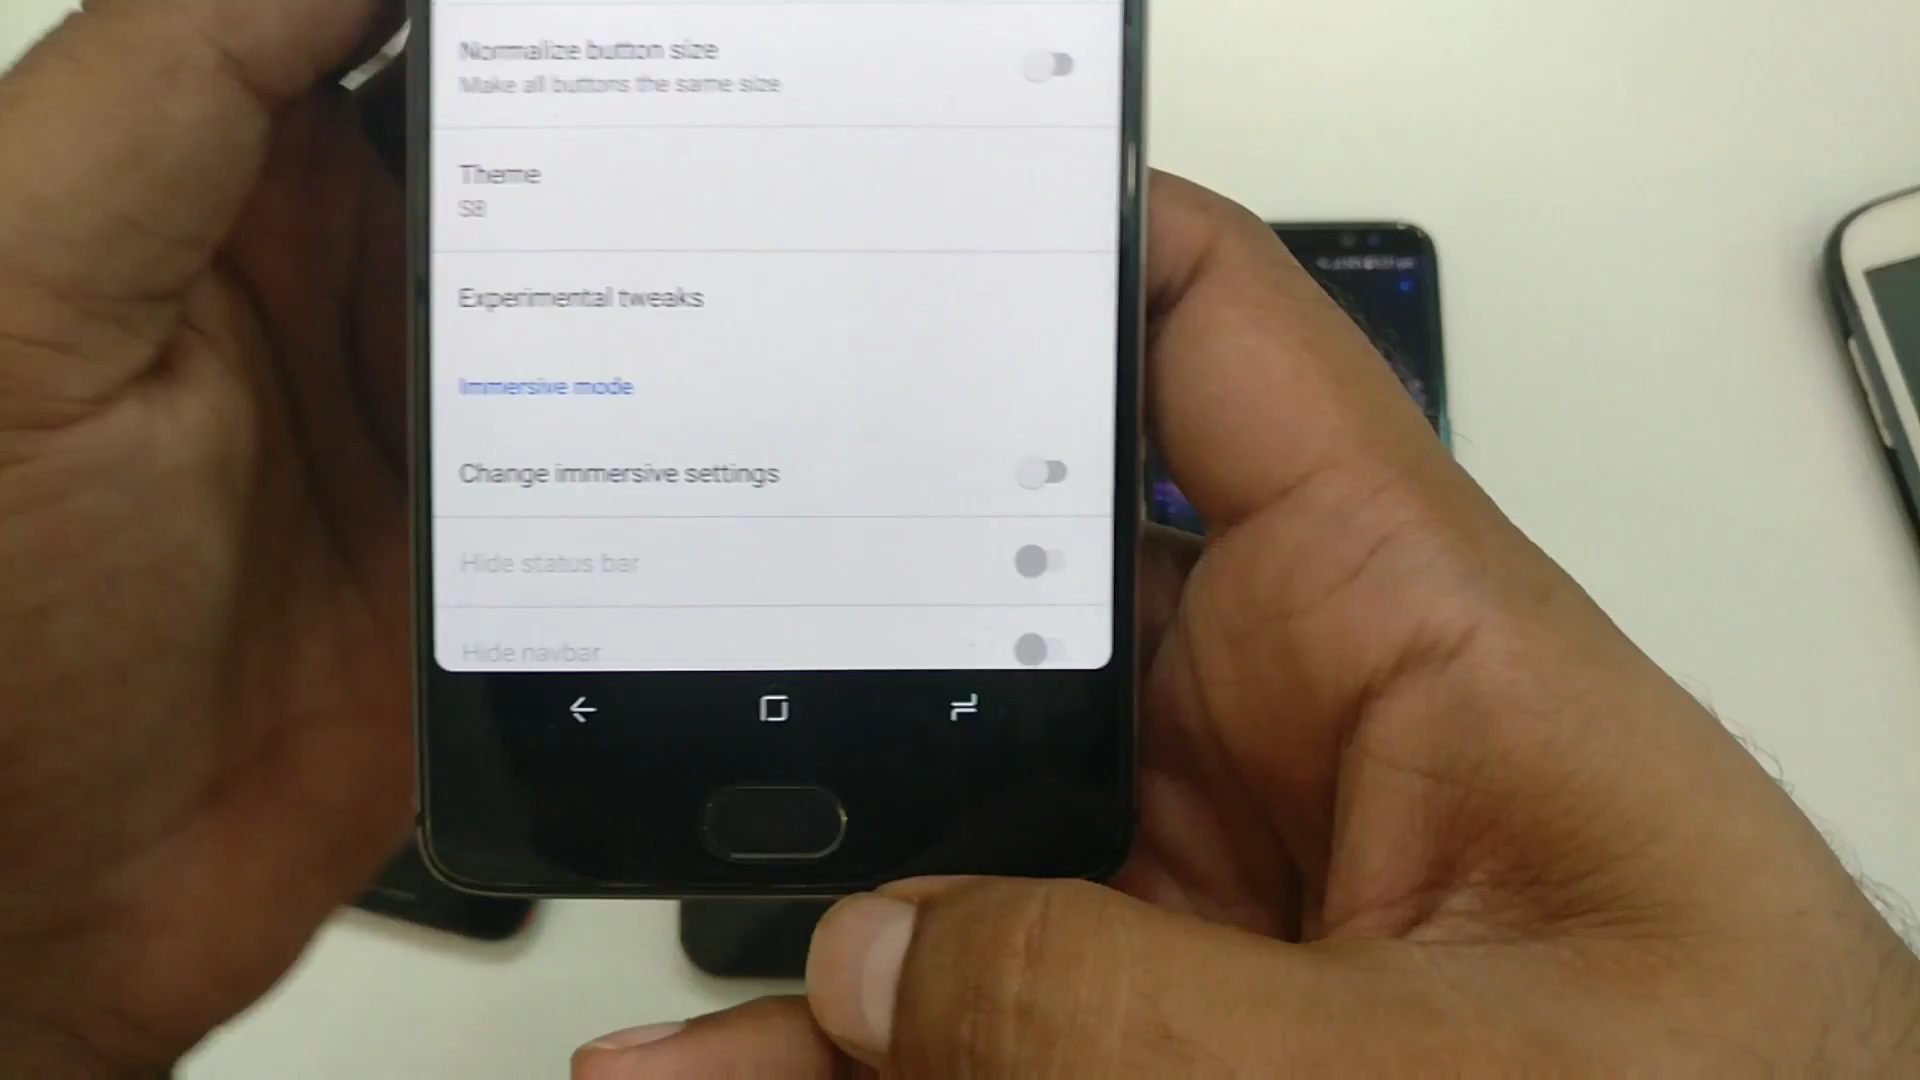 Normalize button size
Make all buttons the same size
Theme
S8
Experimental tweaks
Immersive mode
Change immersive settings
Hide status bar
Hide navbar